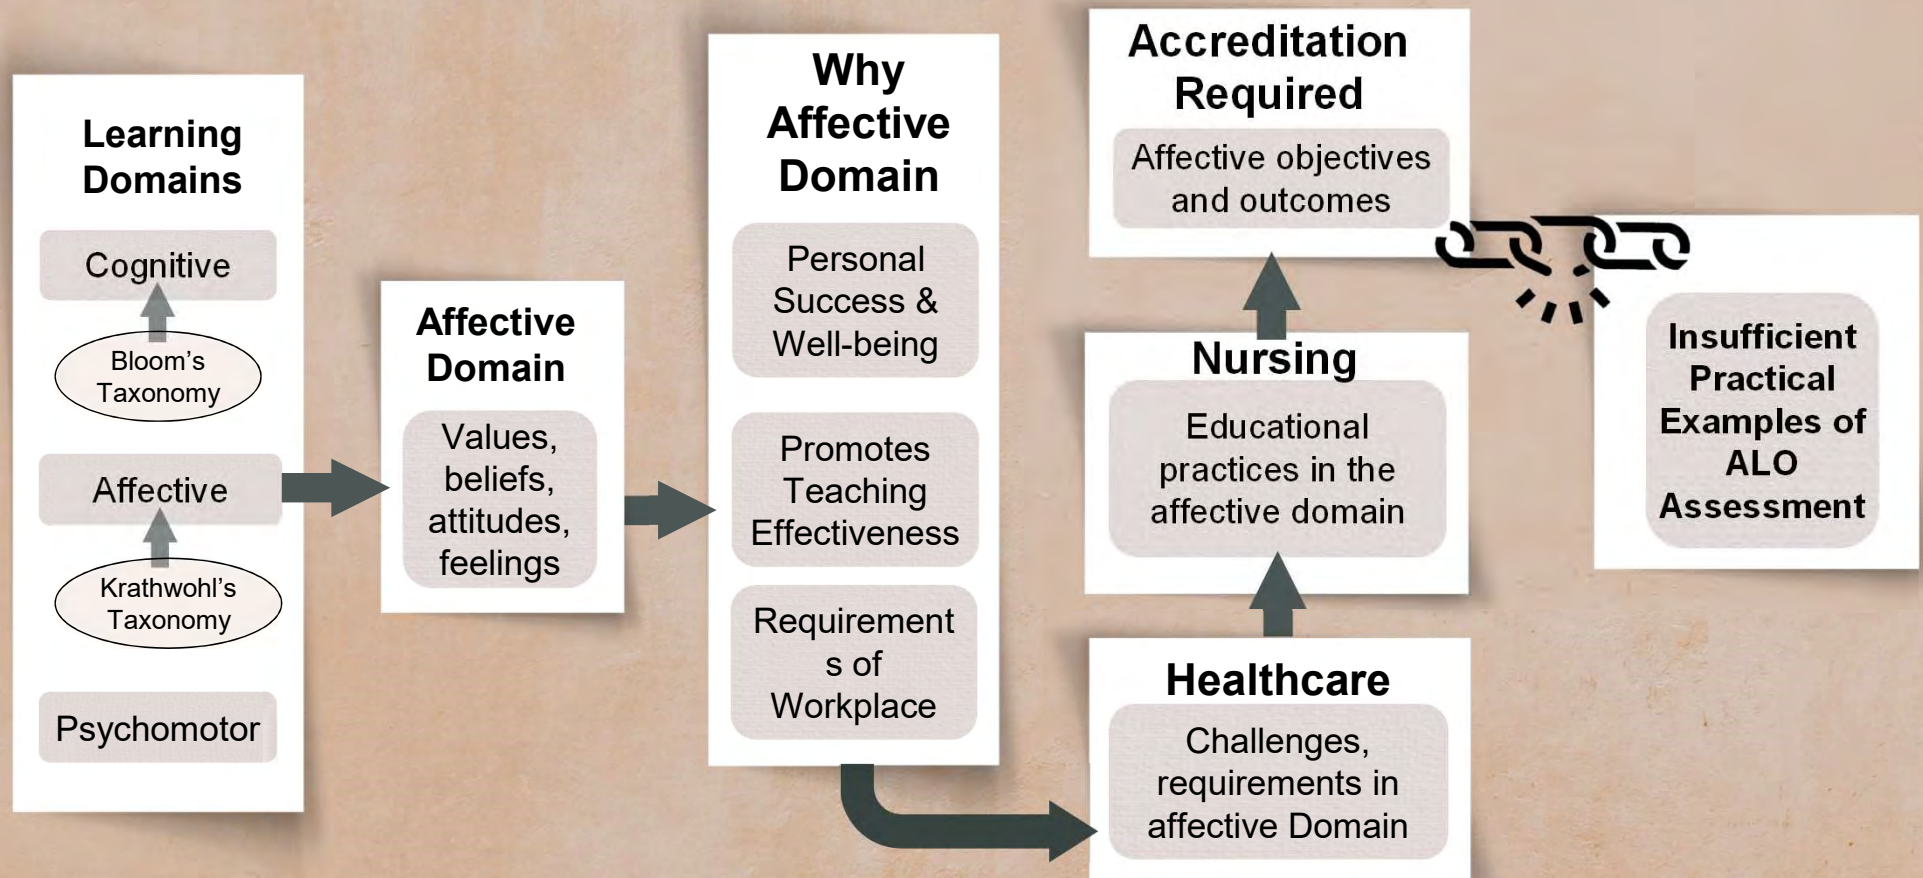 Learning
Domains
Cognitive
Bloom’s
Taxonomy
Affective
Krathwohl’s
Taxonomy
Psychomotor
Affective
Domain
Values,
beliefs,
attitudes,
feelings
Why
Affective
Domain
Personal
Success &
Well-being
Promotes
Teaching
Effectiveness
Requirement
s of
Workplace
Healthcare
Challenges,
requirements in
affective Domain
Nursing
Educational
practices in the
affective domain
Accreditation
Required
Affective objectives
and outcomes
Insufficient
Practical
Examples of
ALO
Assessment